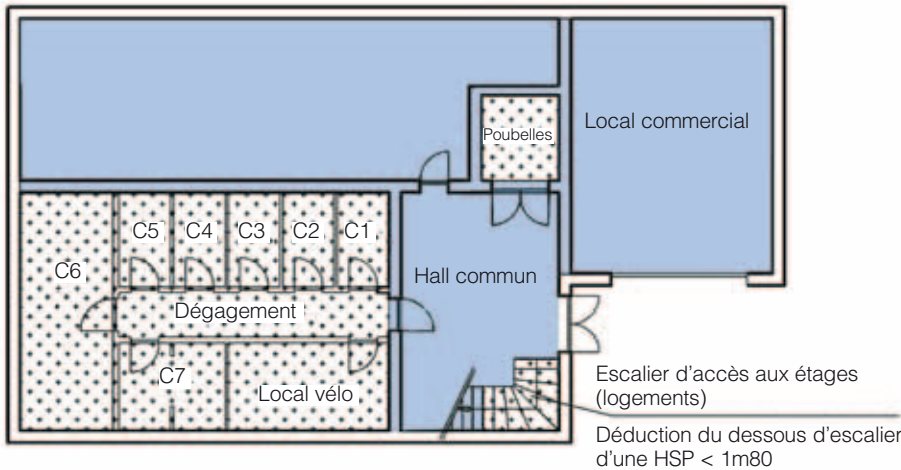 Local commercial
Poubelles
C5
C4
C3
C2
C1
C6
Hall commun
Dégagement
C7
Local vélo
Escalier d'accès aux étages
(logements)
Déduction du dessous d'escalier
d'une HSP < 1m80